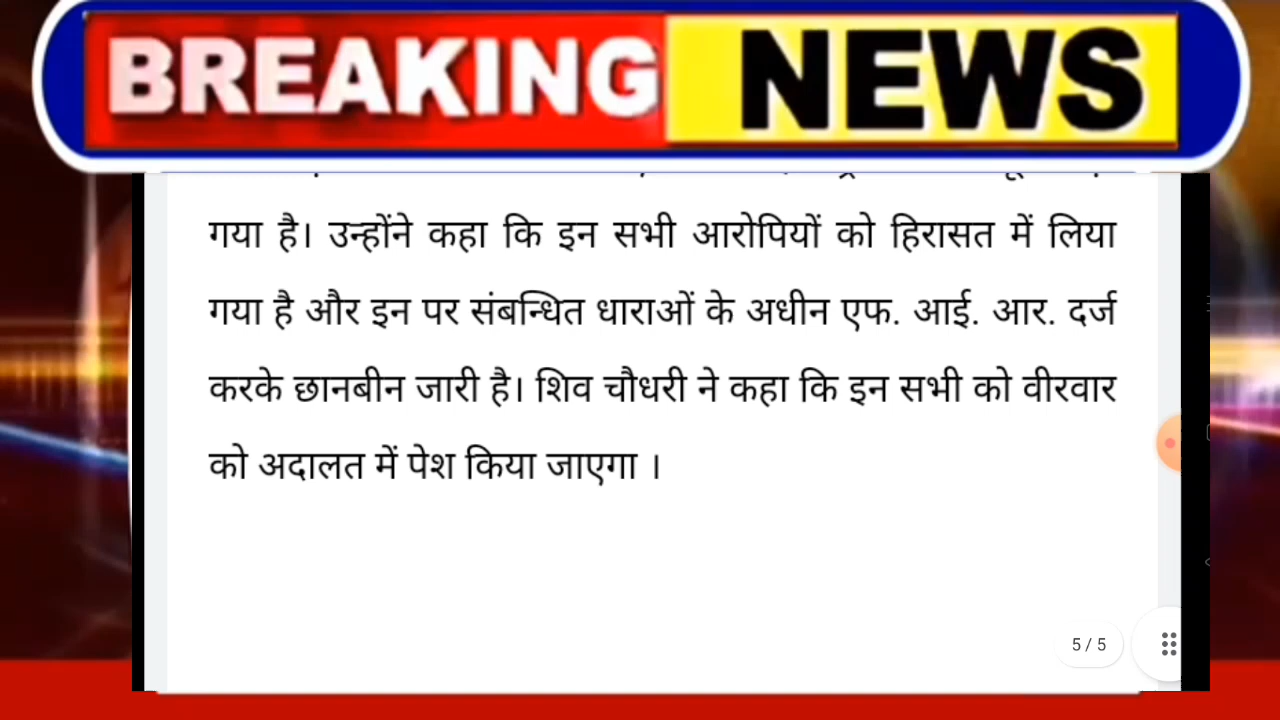 BREAKING NEWS
गया है। उन्होंने कहा कि इन सभी आरोपियों को हिरासत में लिया
गया है और इन पर संबन्धित धाराओं के अधीन एफ. आई. आर. दर्ज
करके छानबीन जारी है। शिव चौधरी ने कहा कि इन सभी को वीरवार
को अदालत में पेश किया जाएगा ।
5 / 5